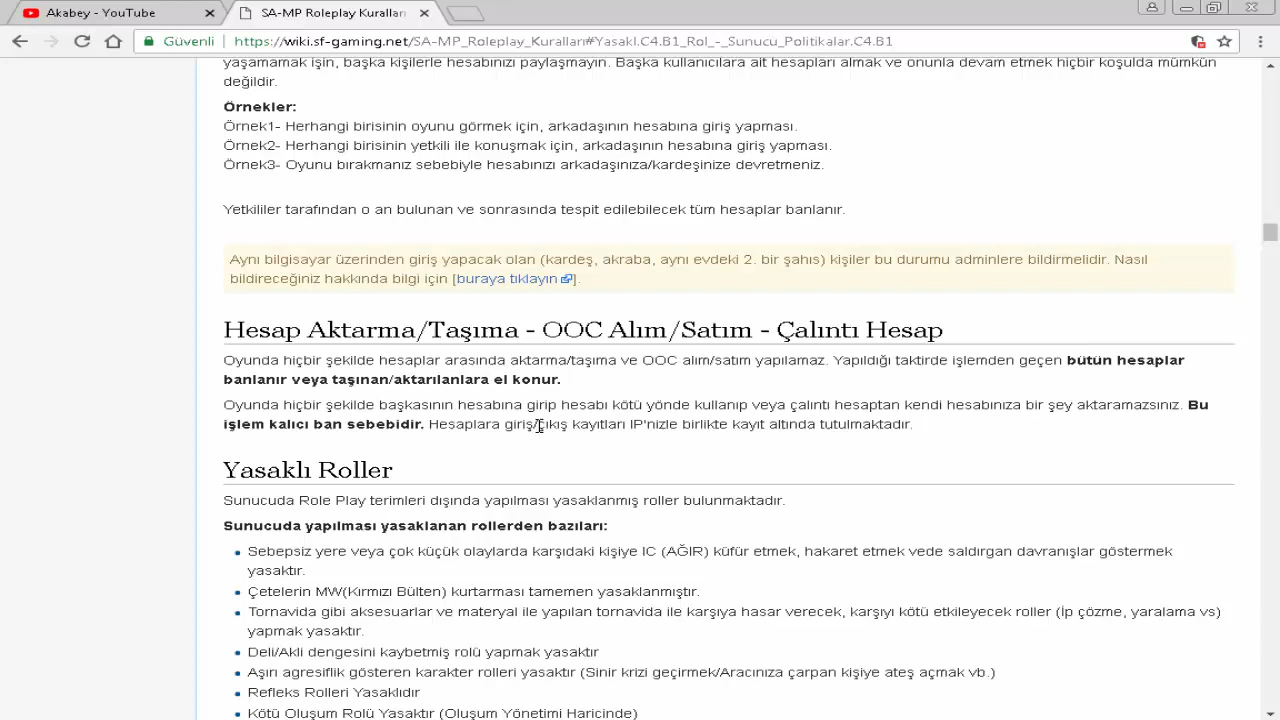 Akabey - YouTube
SA-MP Roleplay Kuralları
Güvenli
https://wiki.sf-gaming.net/SA-MP_Roleplay_Kuralları#Yasakl.C4.B1_Rol_-_Sunucu_Politikalar.C4.B1
yaşamamak işin, başka kişilerle hesabınızı paylaşmayın. Başka kullanıcılara ait hesapları almak ve onunla devam etmek hiçbir koşulda mümkün
değildir.
Örnekler:
Örnek1- Herhangi birisinin oyunu görmek için, arkadaşının hesabına giriş yapması.
Örnek2- Herhangi birisinin yetkili ile konuşmak için, arkadaşının hesabına giriş yapması.
Örnek3- Oyunu bırakmanız sebebiyle hesabınızı arkadaşınıza/kardeşinize devretmeniz.
Yetkililer tarafından o an bulunan ve sonrasında tespit edilebilecek tüm hesaplar banlanır.
Aynı bilgisayar üzerinden giriş yapacak olan (kardeş, akraba, aynı evdeki 2. bir şahıs) kişiler bu durumu adminlere bildirmelidir. Nasıl
bildireceğiniz hakkında bilgi için [buraya tıklayın].
Hesap Aktarma/Taşıma - OOC Alım/Satım - Çalıntı Hesap
Oyunda hiçbir şekilde hesaplar arasında aktarma/taşıma ve OOC alım/satım yapılamaz. Yapıldığı taktirde işlemden geçen bütün hesaplar
banlanır veya taşınan/aktarılanlara el konur.
Oyunda hiçbir şekilde başkasının hesabına girip hesabı kötü yönde kullanıp veya çalıntı hesaptan kendi hesabınıza bir şey aktaramazsınız. Bu
işlem kalıcı ban sebebidir. Hesaplara giriş/çıkış kayıtları IP'nizle birlikte kayıt altında tutulmaktadır.
Yasaklı Roller
Sunucuda Role Play terimleri dışında yapılması yasaklanmış roller bulunmaktadır.
Sunucuda yapılması yasaklanan rollerden bazıları:
Sebepsiz yere veya çok küçük olaylarda karşıdaki kişiye IC (AĞIR) küfür etmek, hakaret etmek vede saldırgan davranışlar göstermek
yasaktır.
Çetelerin MW(Kırmızı Bülten) kurtarması tamemen yasaklanmıştır.
Tornavida gibi aksesuarlar ve materyal ile yapılan tornavida ile karşıya hasar verecek, karşıyı kötü etkileyecek roller (İp çözme, yaralama vs)
yapmak yasaktır.
Deli/Akli dengesini kaybetmiş rolü yapmak yasaktır
Aşırı agresiflik gösteren karakter rolleri yasaktır (Sinir krizi geçirmek/Aracınıza çarpan kişiye ateş açmak vb.)
Refleks Rolleri Yasaklıdır
Kötü Oluşum Rolü Yasaktır (Oluşum Yönetimi Haricinde)